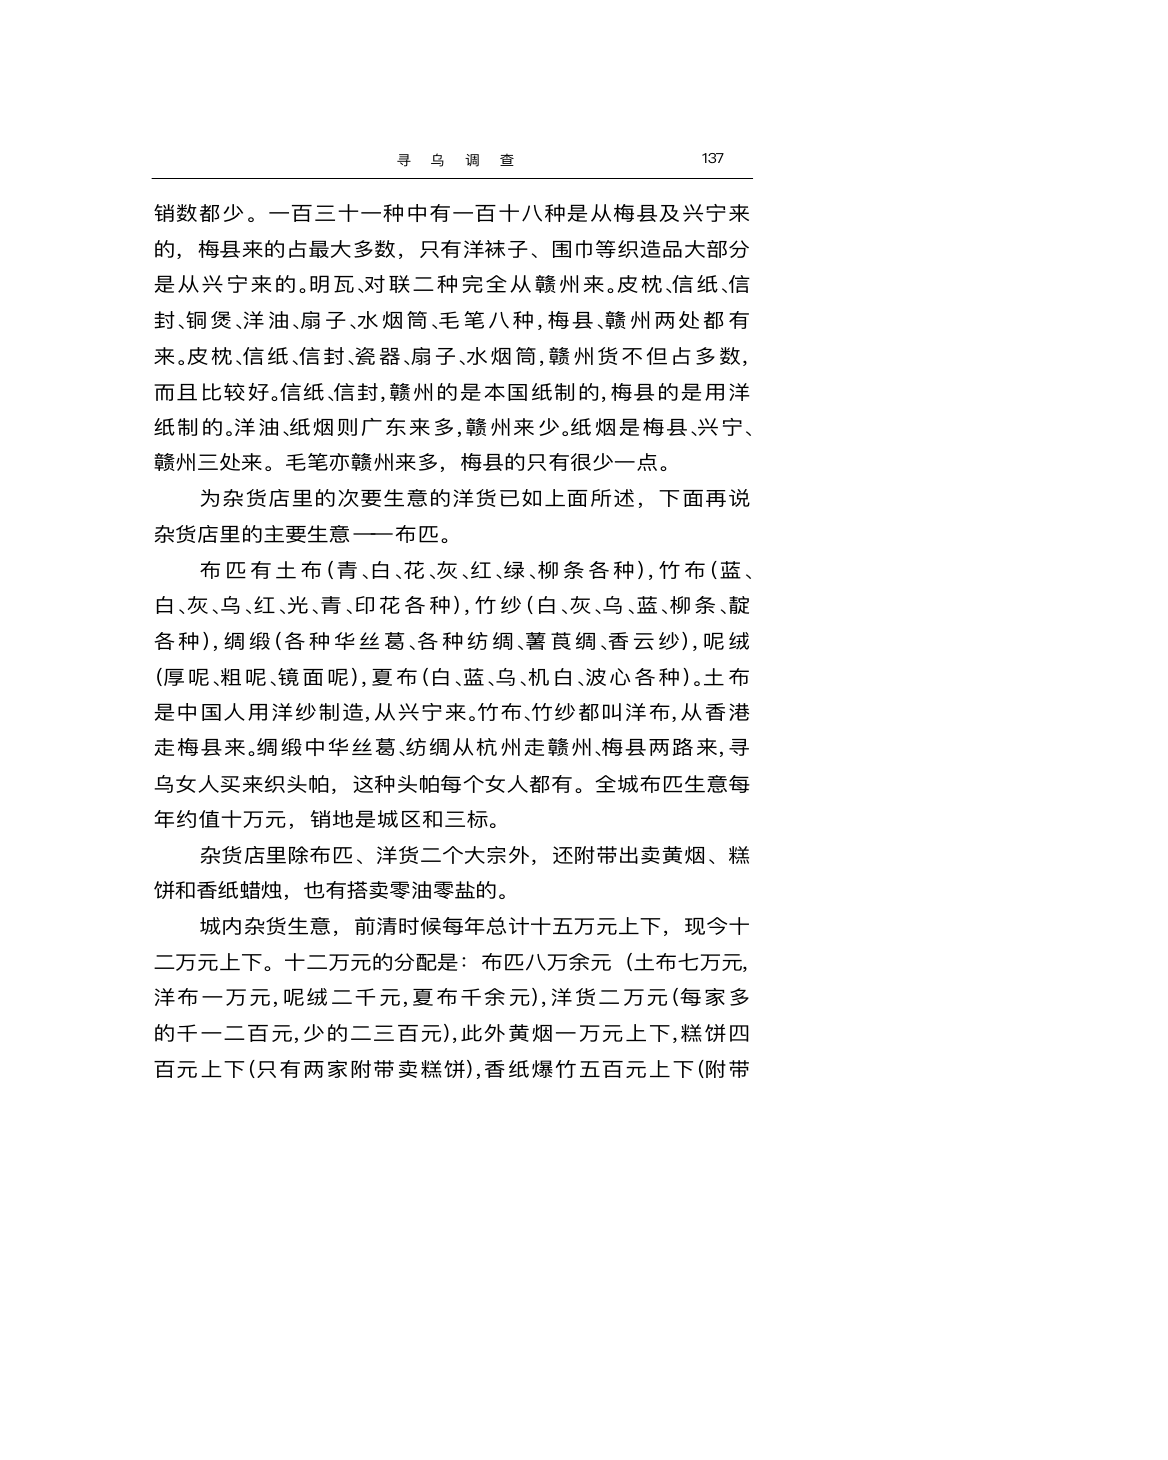 寻乌调查 137
销数都少。一百三十一种中有一百十八种是从梅县及兴宁来
的，梅县来的占最大多数，只有洋袜子、围巾等织造品大部分
是从兴宁来的。明瓦、对联二种完全从赣州来。皮枕、信纸、信
封、铜煲、洋油、扇子、水烟筒、毛笔八种，梅县、赣州两处都有
来。皮枕、信纸、信封、瓷器、扇子、水烟筒，赣州货不但占多数，
而且比较好。信纸、信封，赣州的是本国纸制的，梅县的是用洋
纸制的。洋油、纸烟则广东来多，赣州来少。纸烟是梅县、兴宁、
赣州三处来。毛笔亦赣州来多，梅县的只有很少一点。
为杂货店里的次要生意的洋货已如上面所述，下面再说
杂货店里的主要生意——布匹。
布匹有土布（青、白、花、灰、红、绿、柳条各种），竹布（蓝、
白、灰、乌、红、光、青、印花各种），竹纱（白、灰、乌、蓝、柳条、靛
各种），绸缎（各种华丝葛、各种纺绸、薯莨绸、香云纱），呢绒
（厚呢、粗呢、镜面呢），夏布（白、蓝、乌、机白、波心各种）。土布
是中国人用洋纱制造，从兴宁来。竹布、竹纱都叫洋布，从香港
走梅县来。绸缎中华丝葛、纺绸从杭州走赣州、梅县两路来，寻
乌女人买来织头帕，这种头帕每个女人都有。全城布匹生意每
年约值十万元，销地是城区和三标。
杂货店里除布匹、洋货二个大宗外，还附带出卖黄烟、糕
饼和香纸蜡烛，也有搭卖零油零盐的。
城内杂货生意，前清时候每年总计十五万元上下，现今十
二万元上下。十二万元的分配是：布匹八万余元（土布七万元，
洋布一万元，呢绒二千元，夏布千余元），洋货二万元（每家多
的千一二百元，少的二三百元），此外黄烟一万元上下，糕饼四
百元上下（只有两家附带卖糕饼），香纸爆竹五百元上下（附带